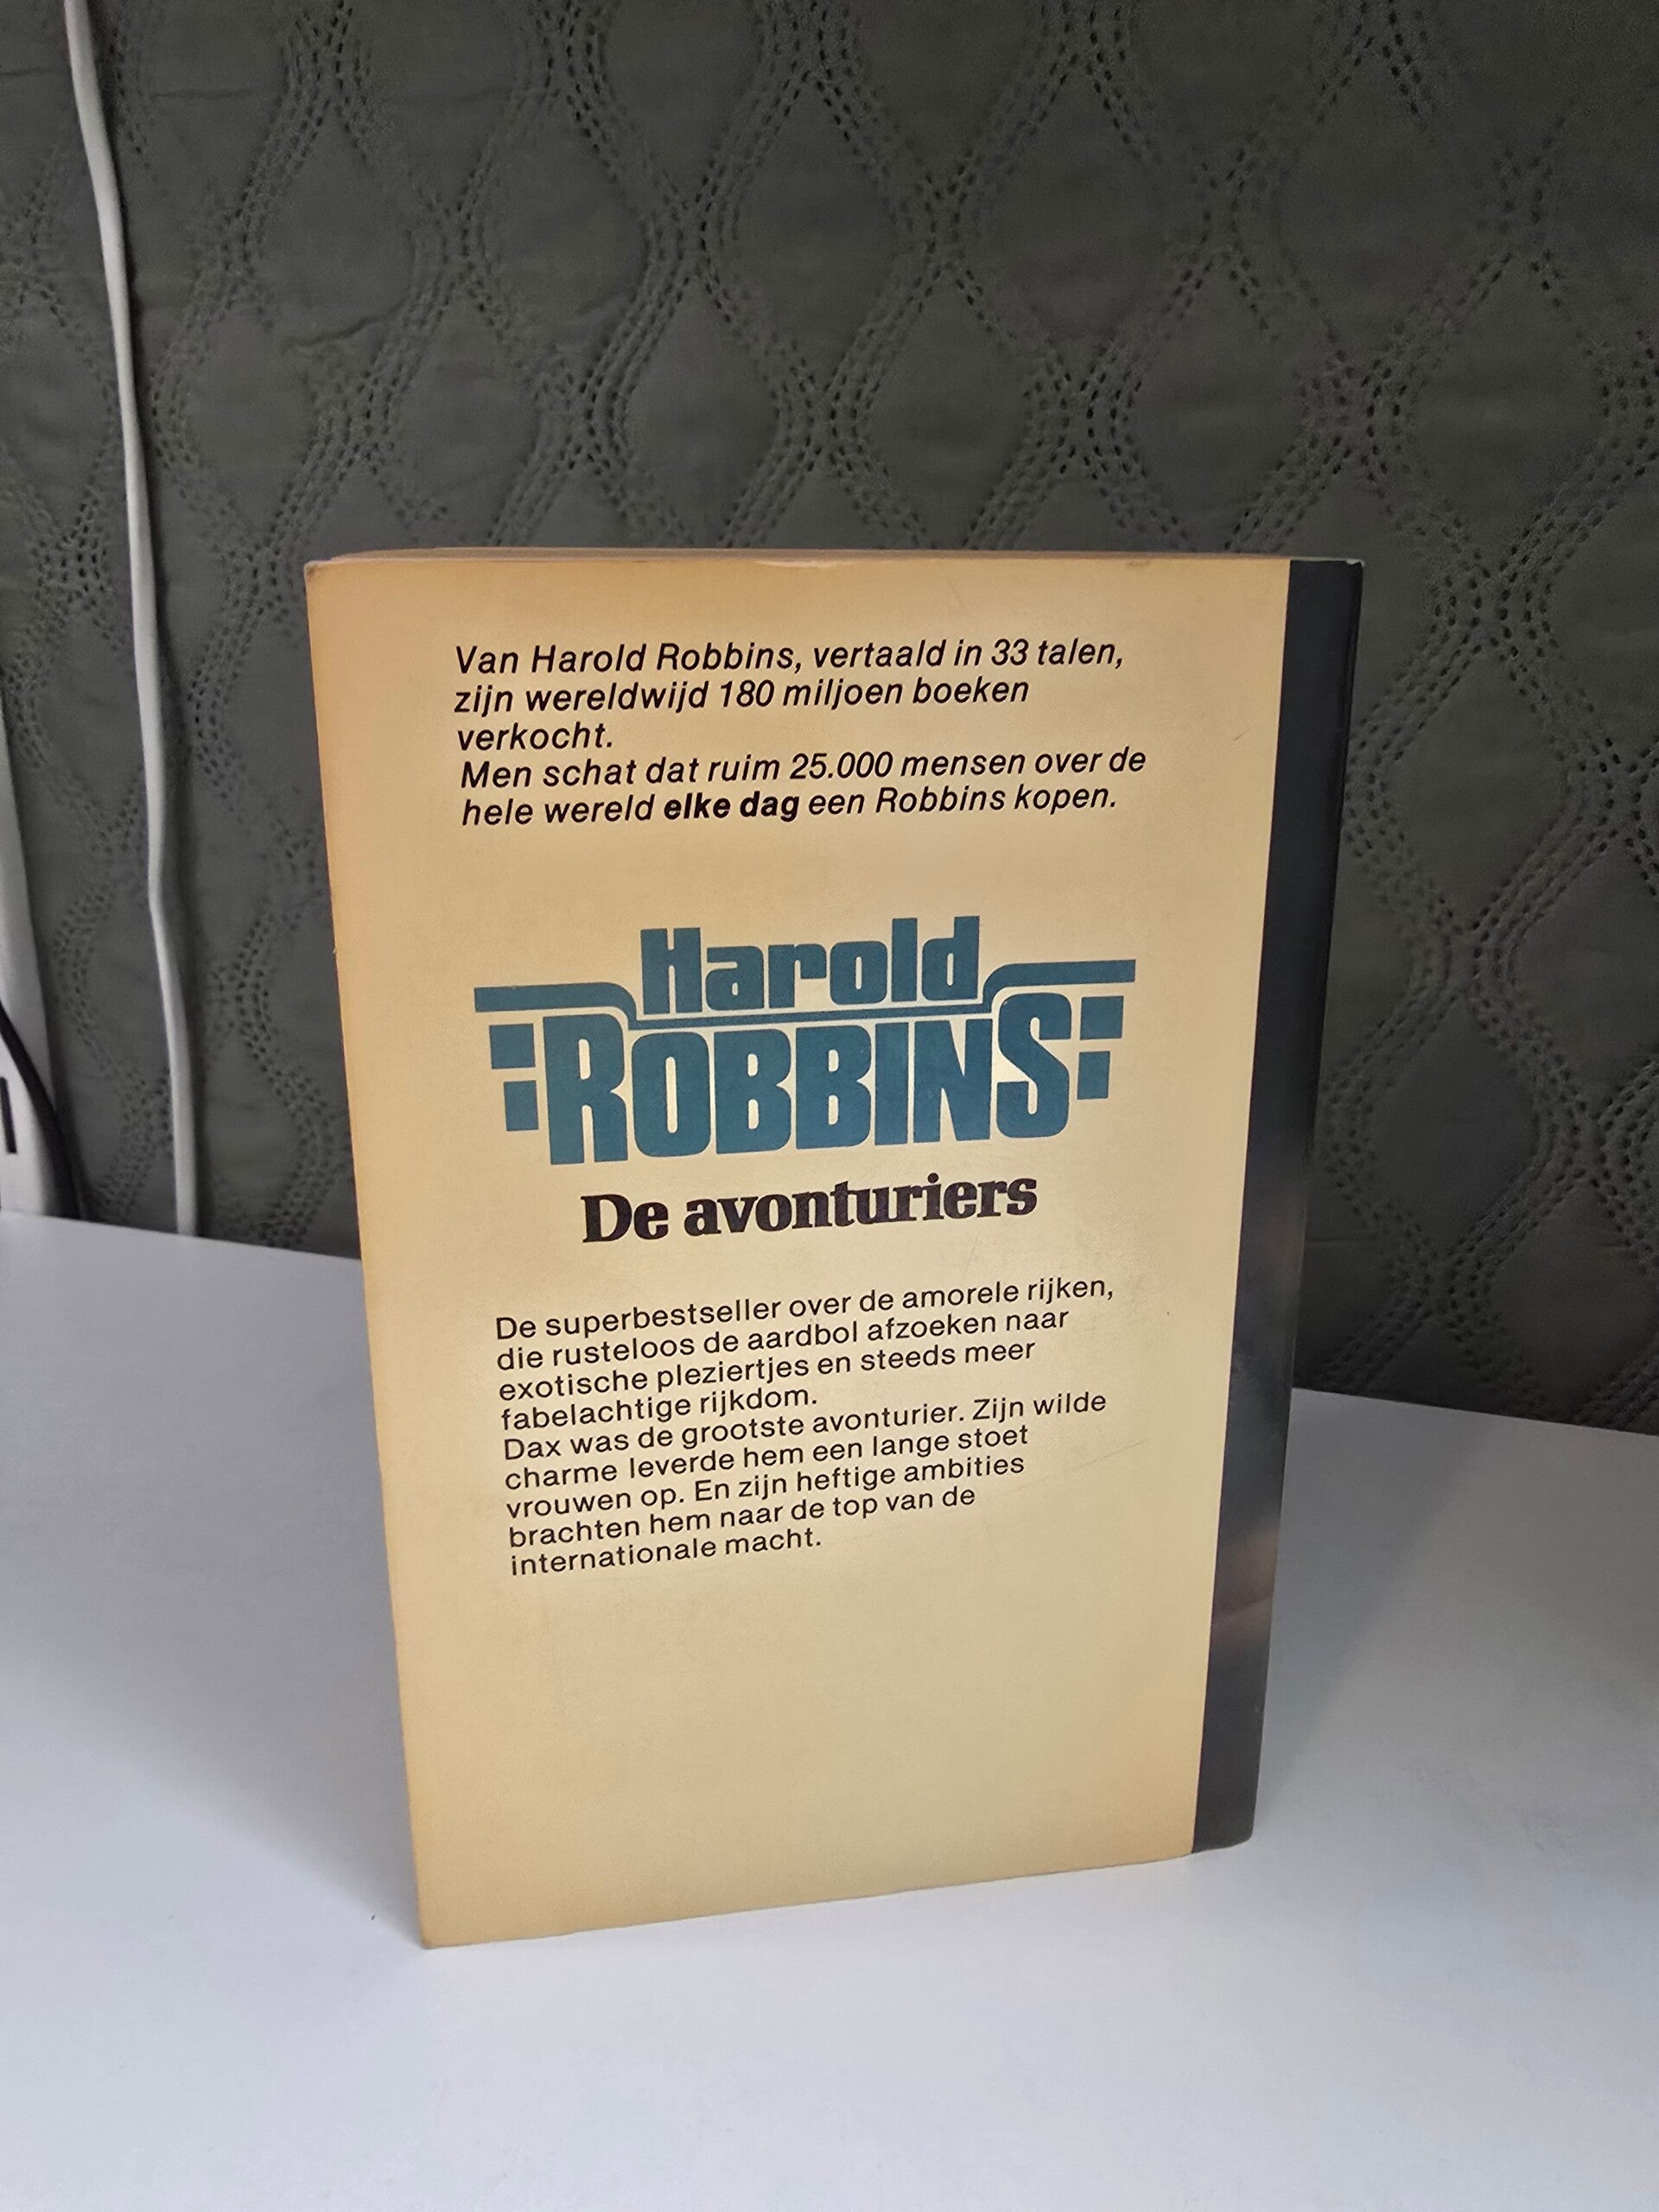 Van Harold Robbins, vertaald in 33 talen,
zijn wereldwijd 180 miljoen boeken
verkocht.
Men schat dat ruim 25.000 mensen over de
hele wereld elke dag een Robbins kopen.
Harold
ROBBINS
De avonturiers
De superbestseller over de amorele rijken,
die rusteloos de aardbol afzoeken naar
exotische pleziertjes en steeds meer
fabelachtige rijkdom.
Dax was de grootste avonturier. Zijn wilde
charme leverde hem een lange stoet
vrouwen op. En zijn heftige ambities
brachten hem naar de top van de
internationale macht.